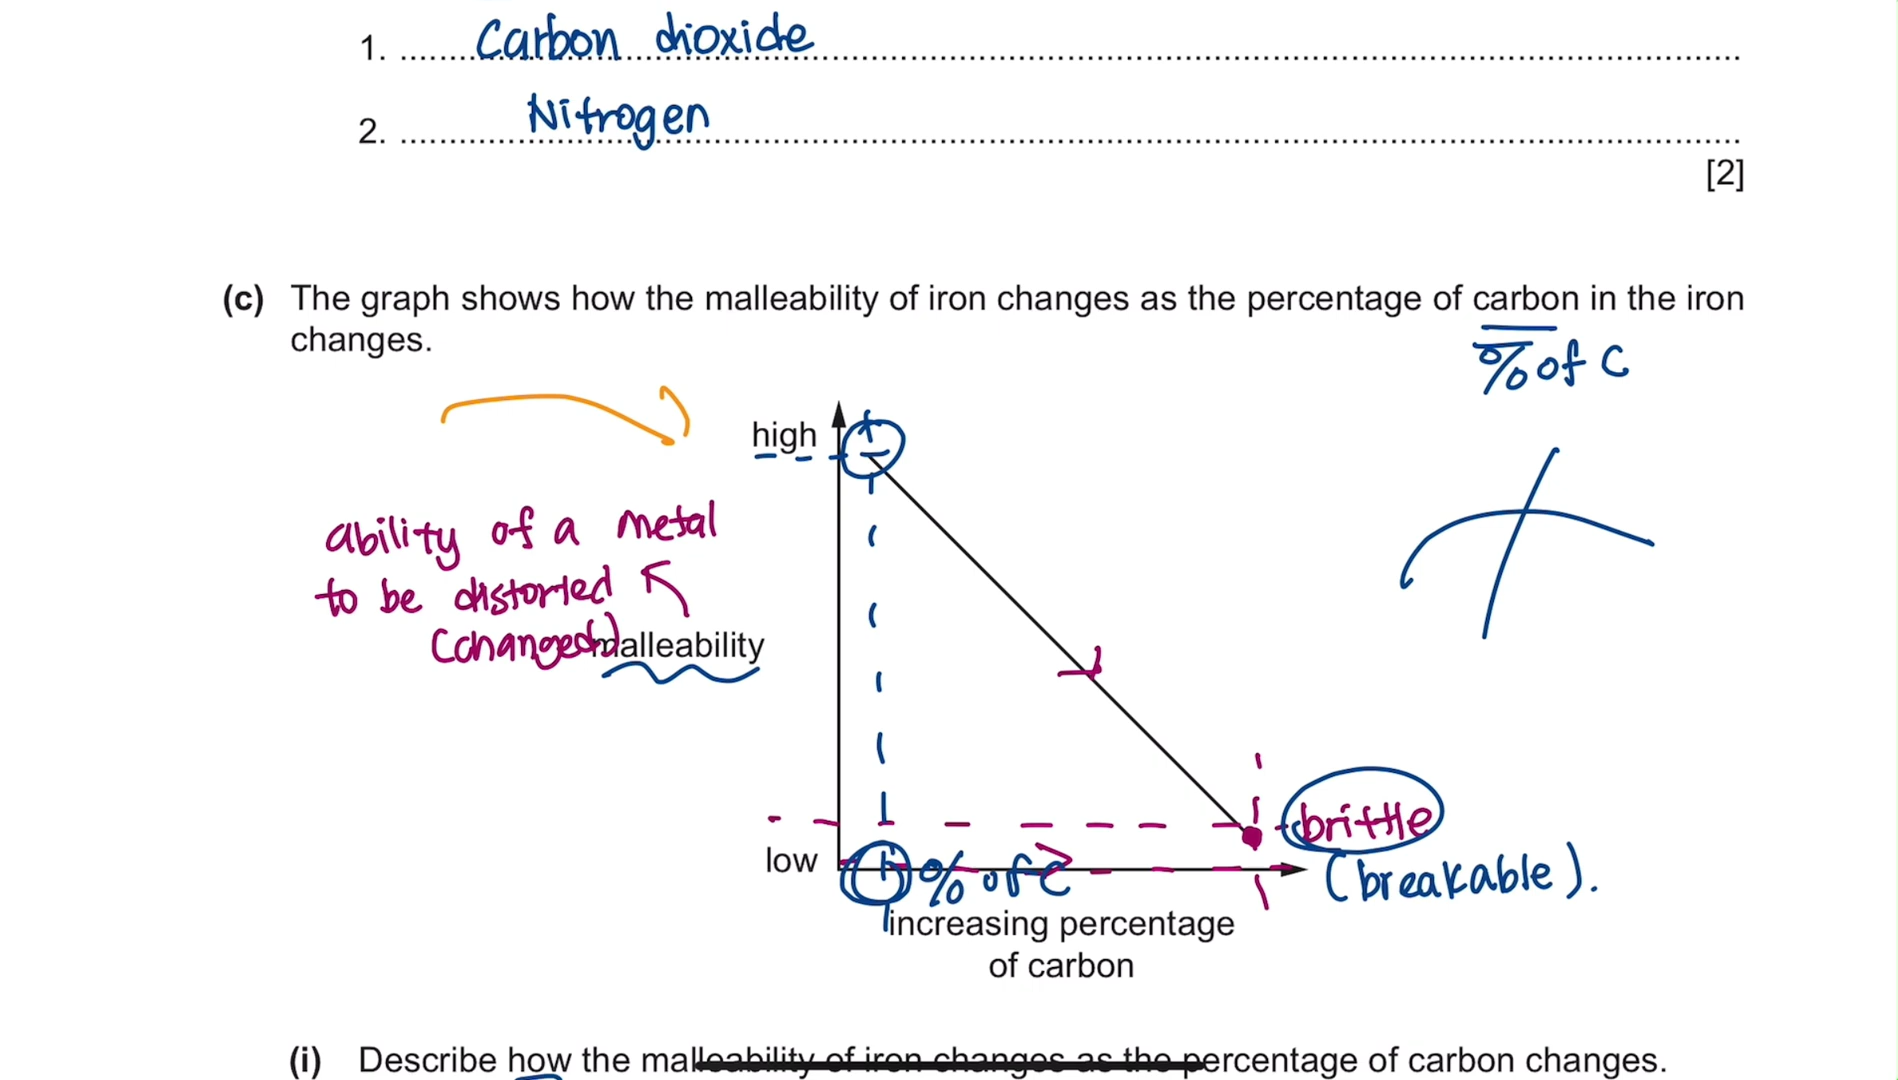 1. Carbon dioxide
2. Nitrogen
[2]
(c) The graph shows how the malleability of iron changes as the percentage of carbon in the iron
changes.
% of C
high
ability of a metal
to be distorted
(changed)
malleability
brittle
low
% of C
(breakable).
increasing percentage
of carbon
(i) Describe how the malleability of iron changes as the percentage of carbon changes.